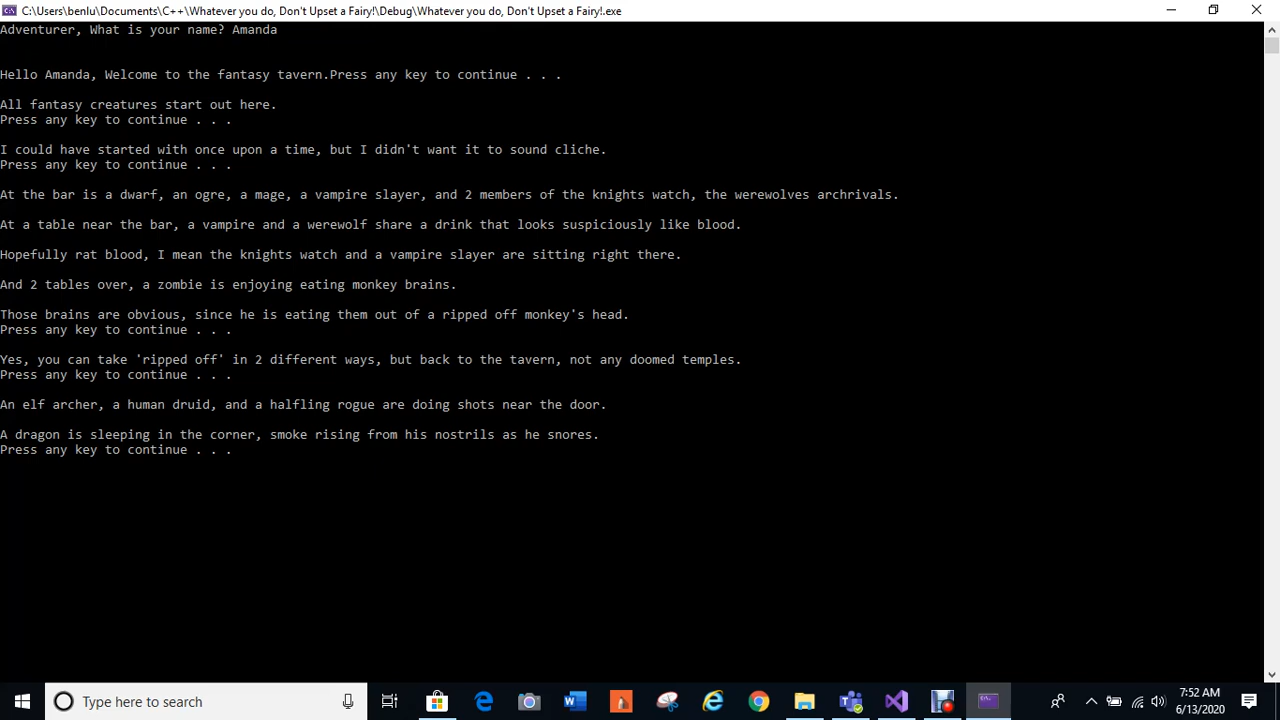 C:\Users\benlu\Documents\C++\Whatever you do, Don't Upset a Fairy!\Debug\Whatever you do, Don't Upset a Fairy!.exe
Adventurer, What is your name? Amanda
Hello Amanda, Welcome to the fantasy tavern.Press any key to continue . . .
All fantasy creatures start out here.
Press any key to continue . . .
I could have started with once upon a time, but I didn't want it to sound cliche.
Press any key to continue . . .
At the bar is a dwarf, an ogre, a mage, a vampire slayer, and 2 members of the knights watch, the werewolves archrivals.
At a table near the bar, a vampire and a werewolf share a drink that looks suspiciously like blood.
Hopefully rat blood, I mean the knights watch and a vampire slayer are sitting right there.
And 2 tables over, a zombie is enjoying eating monkey brains.
Those brains are obvious, since he is eating them out of a ripped off monkey's head.
Press any key to continue . . .
Yes, you can take 'ripped off' in 2 different ways, but back to the tavern, not any doomed temples.
Press any key to continue . . .
An elf archer, a human druid, and a halfling rogue are doing shots near the door.
A dragon is sleeping in the corner, smoke rising from his nostrils as he snores.
Press any key to continue . . .
Type here to search
7:52 AM
6/13/2020